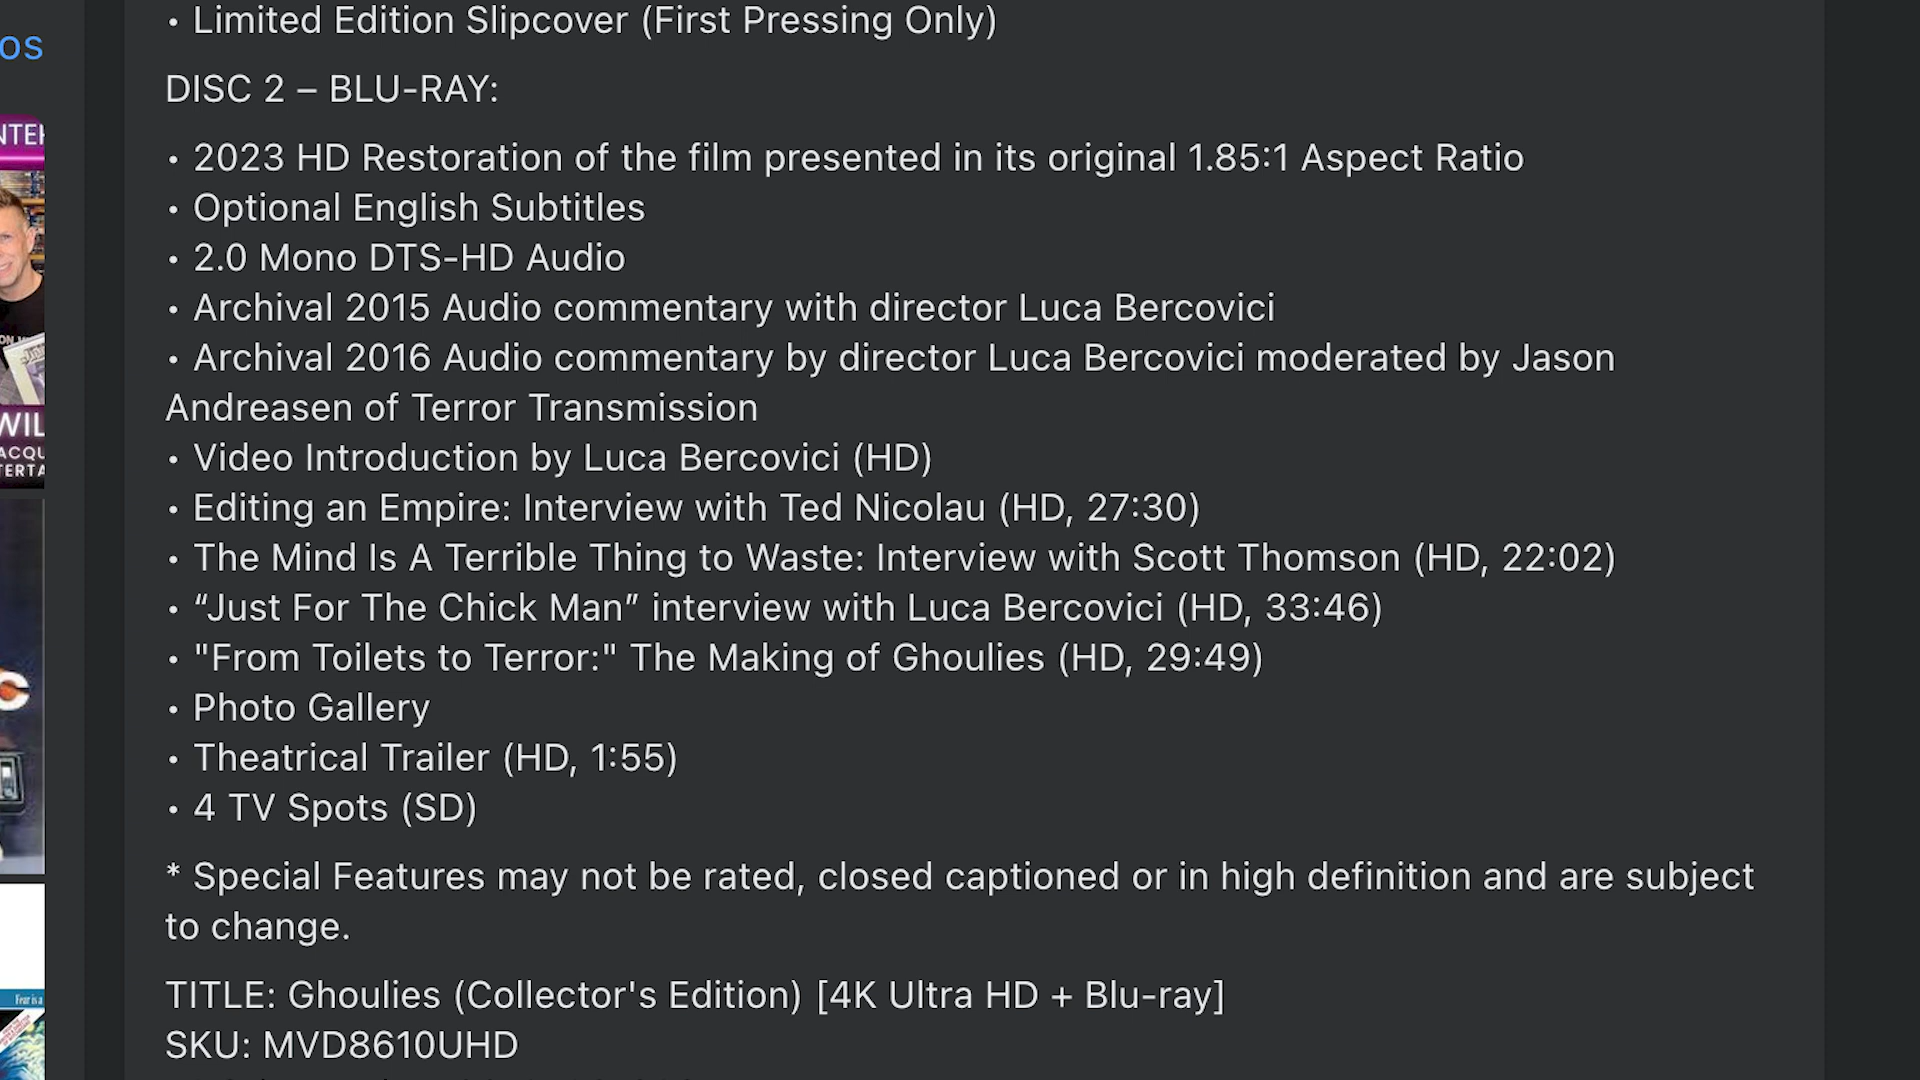 • Limited Edition Slipcover (First Pressing Only)
os
DISC 2 – BLU-RAY:
• 2023 HD Restoration of the film presented in its original 1.85:1 Aspect Ratio
• Optional English Subtitles
• 2.0 Mono DTS-HD Audio
• Archival 2015 Audio commentary with director Luca Bercovici
• Archival 2016 Audio commentary by director Luca Bercovici moderated by Jason
Andreasen of Terror Transmission
• Video Introduction by Luca Bercovici (HD)
• Editing an Empire: Interview with Ted Nicolau (HD, 27:30)
• The Mind Is A Terrible Thing to Waste: Interview with Scott Thomson (HD, 22:02)
• “Just For The Chick Man” interview with Luca Bercovici (HD, 33:46)
• "From Toilets to Terror:" The Making of Ghoulies (HD, 29:49)
• Photo Gallery
• Theatrical Trailer (HD, 1:55)
• 4 TV Spots (SD)
* Special Features may not be rated, closed captioned or in high definition and are subject
to change.
TITLE: Ghoulies (Collector's Edition) [4K Ultra HD + Blu-ray]
SKU: MVD8610UHD
NTE
WIL
ACQU
TERTA
Fear is a